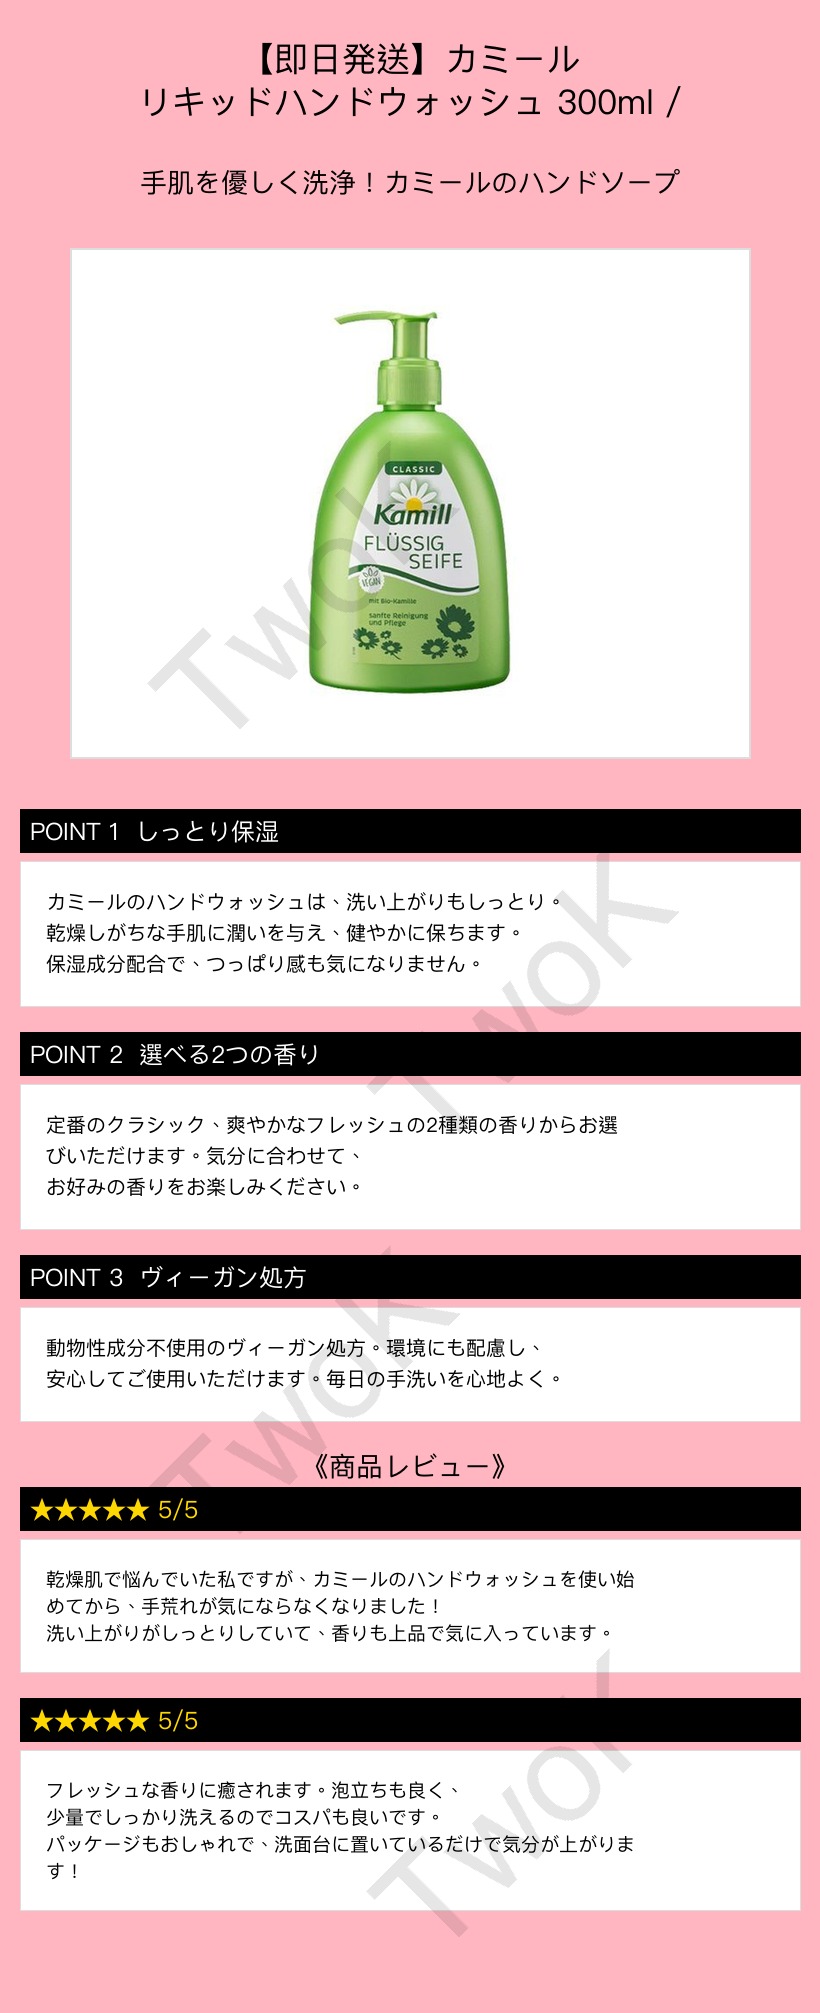 【即日発送】カミール
リキッドハンドウォッシュ 300ml /
手肌を優しく洗浄！カミールのハンドソープ
CLASSIC
Kamill
FLÜSSIG
SEIFE
VEGAN
mit Bio-Kamille
sanfte Reinigung
und Pflege
TwoK
POINT 1 しっとり保湿
カミールのハンドウォッシュは、洗い上がりもしっとり。
乾燥しがちな手肌に潤いを与え、健やかに保ちます。
保湿成分配合で、つっぱり感も気になりません。
TwoK
POINT 2 選べる2つの香り
定番のクラシック、爽やかなフレッシュの2種類の香りからお選
びいただけます。気分に合わせて、
お好みの香りをお楽しみください。
POINT 3 ヴィーガン処方
動物性成分不使用のヴィーガン処方。環境にも配慮し、
安心してご使用いただけます。毎日の手洗いを心地よく。
TwoK
《商品レビュー》
★★★★★ 5/5
乾燥肌で悩んでいた私ですが、カミールのハンドウォッシュを使い始
めてから、手荒れが気にならなくなりました！
洗い上がりがしっとりしていて、香りも上品で気に入っています。
★★★★★ 5/5
フレッシュな香りに癒されます。泡立ちも良く、
少量でしっかり洗えるのでコスパも良いです。
パッケージもおしゃれで、洗面台に置いているだけで気分が上がりま
す！
TwoK